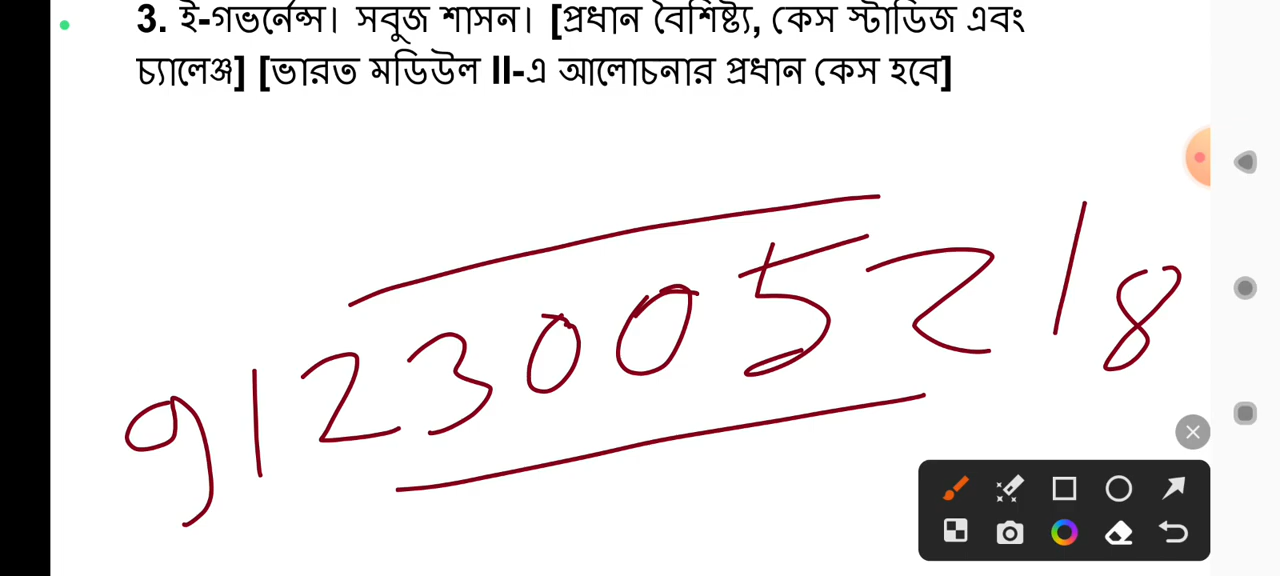 3. ই-গভর্নেন্স। সবুজ শাসন। [প্রধান বৈশিষ্ট্য, কেস স্টাডিজ এবং
চ্যালেঞ্জ] [ভারত মডিউল II-এ আলোচনার প্রধান কেস হবে]
9123005218